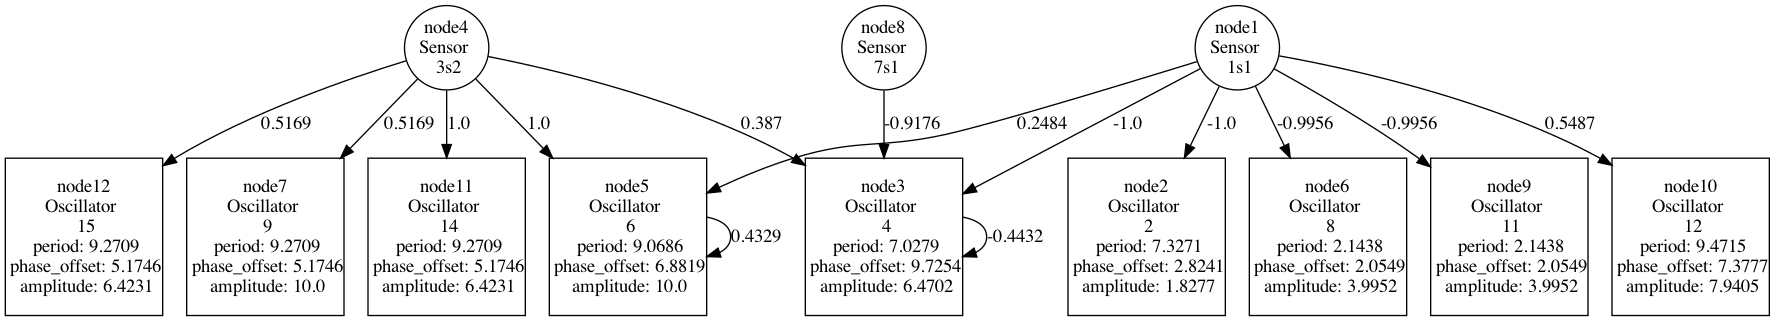 node4
Sensor
3s2
node8
Sensor
7s1
node1
Sensor
1s1
0.5169
0.5169
1.0
1.0
0.387
-0.9176
0.2484
-1.0
-1.0
-0.9956
-0.9956
0.5487
node12
Oscillator
15
period: 9.2709
phase_offset: 5.1746
amplitude: 6.4231
node7
Oscillator
9
period: 9.2709
phase_offset: 5.1746
amplitude: 10.0
node11
Oscillator
14
period: 9.2709
phase_offset: 5.1746
amplitude: 6.4231
node5
Oscillator
6
period: 9.0686
phase_offset: 6.8819
amplitude: 10.0
0.4329
node3
Oscillator
4
period: 7.0279
phase_offset: 9.7254
amplitude: 6.4702
-0.4432
node2
Oscillator
2
period: 7.3271
phase_offset: 2.8241
amplitude: 1.8277
node6
Oscillator
8
period: 2.1438
phase_offset: 2.0549
amplitude: 3.9952
node9
Oscillator
11
period: 2.1438
phase_offset: 2.0549
amplitude: 3.9952
node10
Oscillator
12
period: 9.4715
phase_offset: 7.3777
amplitude: 7.9405